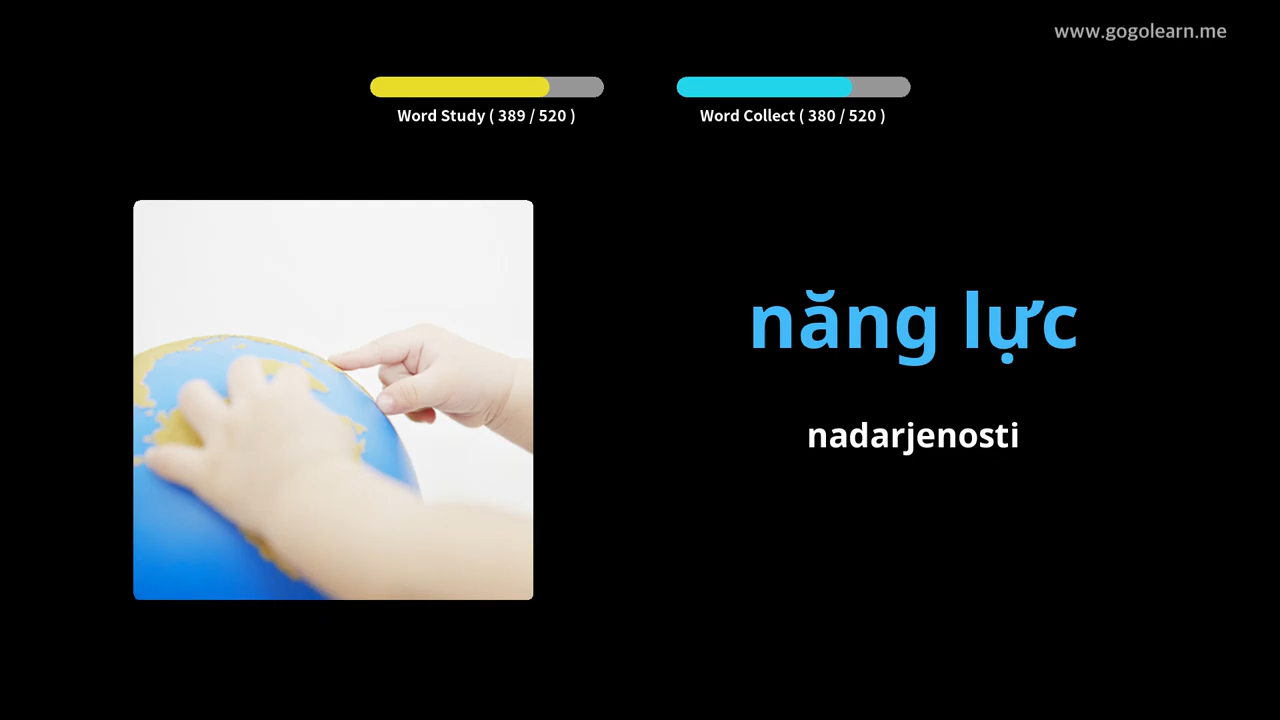 www.gogolearn.me
Word Study ( 389 / 520 )
Word Collect ( 380 / 520 )
năng lực
nadarjenosti